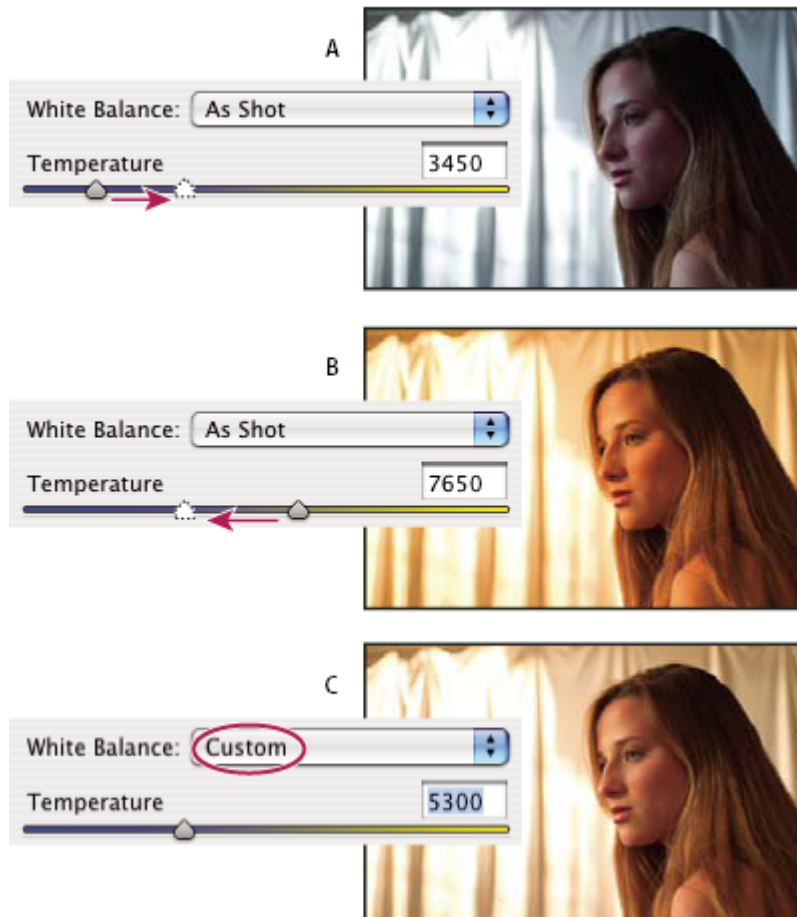 A
White Balance: As Shot
Temperature 3450
B
White Balance: As Shot
Temperature 7650
C
White Balance: Custom
Temperature 5300